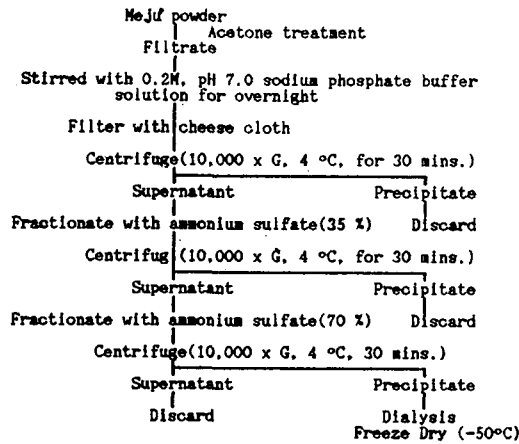 Meju powder
Acetone treatment
Filtrate
Stirred with 0.2M, pH 7.0 sodium phosphate buffer
solution for overnight
Filter with cheese cloth
Centrifuge(10,000 x G, 4 °C, for 30 mins.)
Supernatant Precipitate
Fractionate with ammonium sulfate(35 %) Discard
Centrifug (10,000 x G, 4 °C, for 30 mins.)
Supernatant Precipitate
Fractionate with ammonium sulfate(70 %) Discard
Centrifuge(10,000 x G, 4 °C, 30 mins.)
Supernatant Precipitate
Discard Dialysis
Freeze Dry (-50°C)